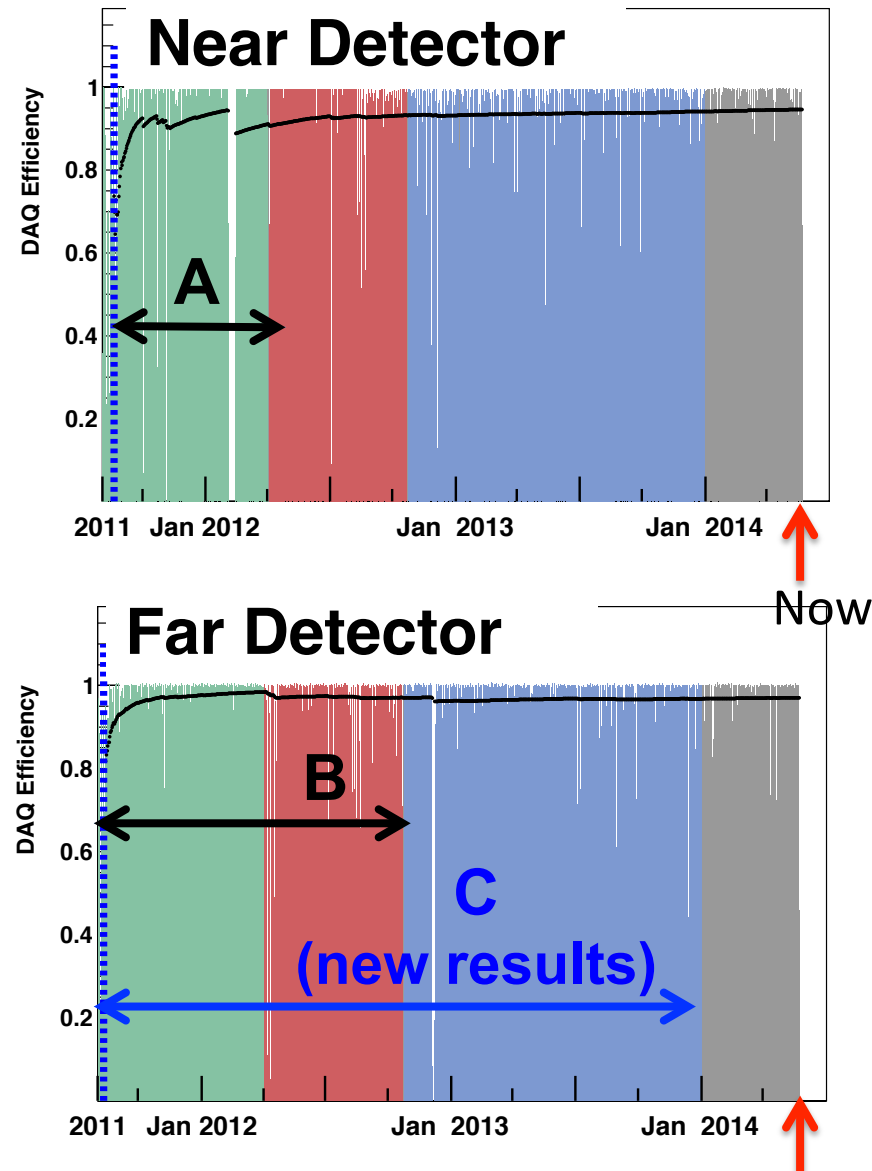 Near Detector
DAQ Efficiency
1
0.8
0.6
0.4
0.2
A
2011 Jan 2012 Jan 2013 Jan 2014
Now
Far Detector
DAQ Efficiency
1
0.8
0.6
0.4
0.2
B
C
(new results)
2011 Jan 2012 Jan 2013 Jan 2014